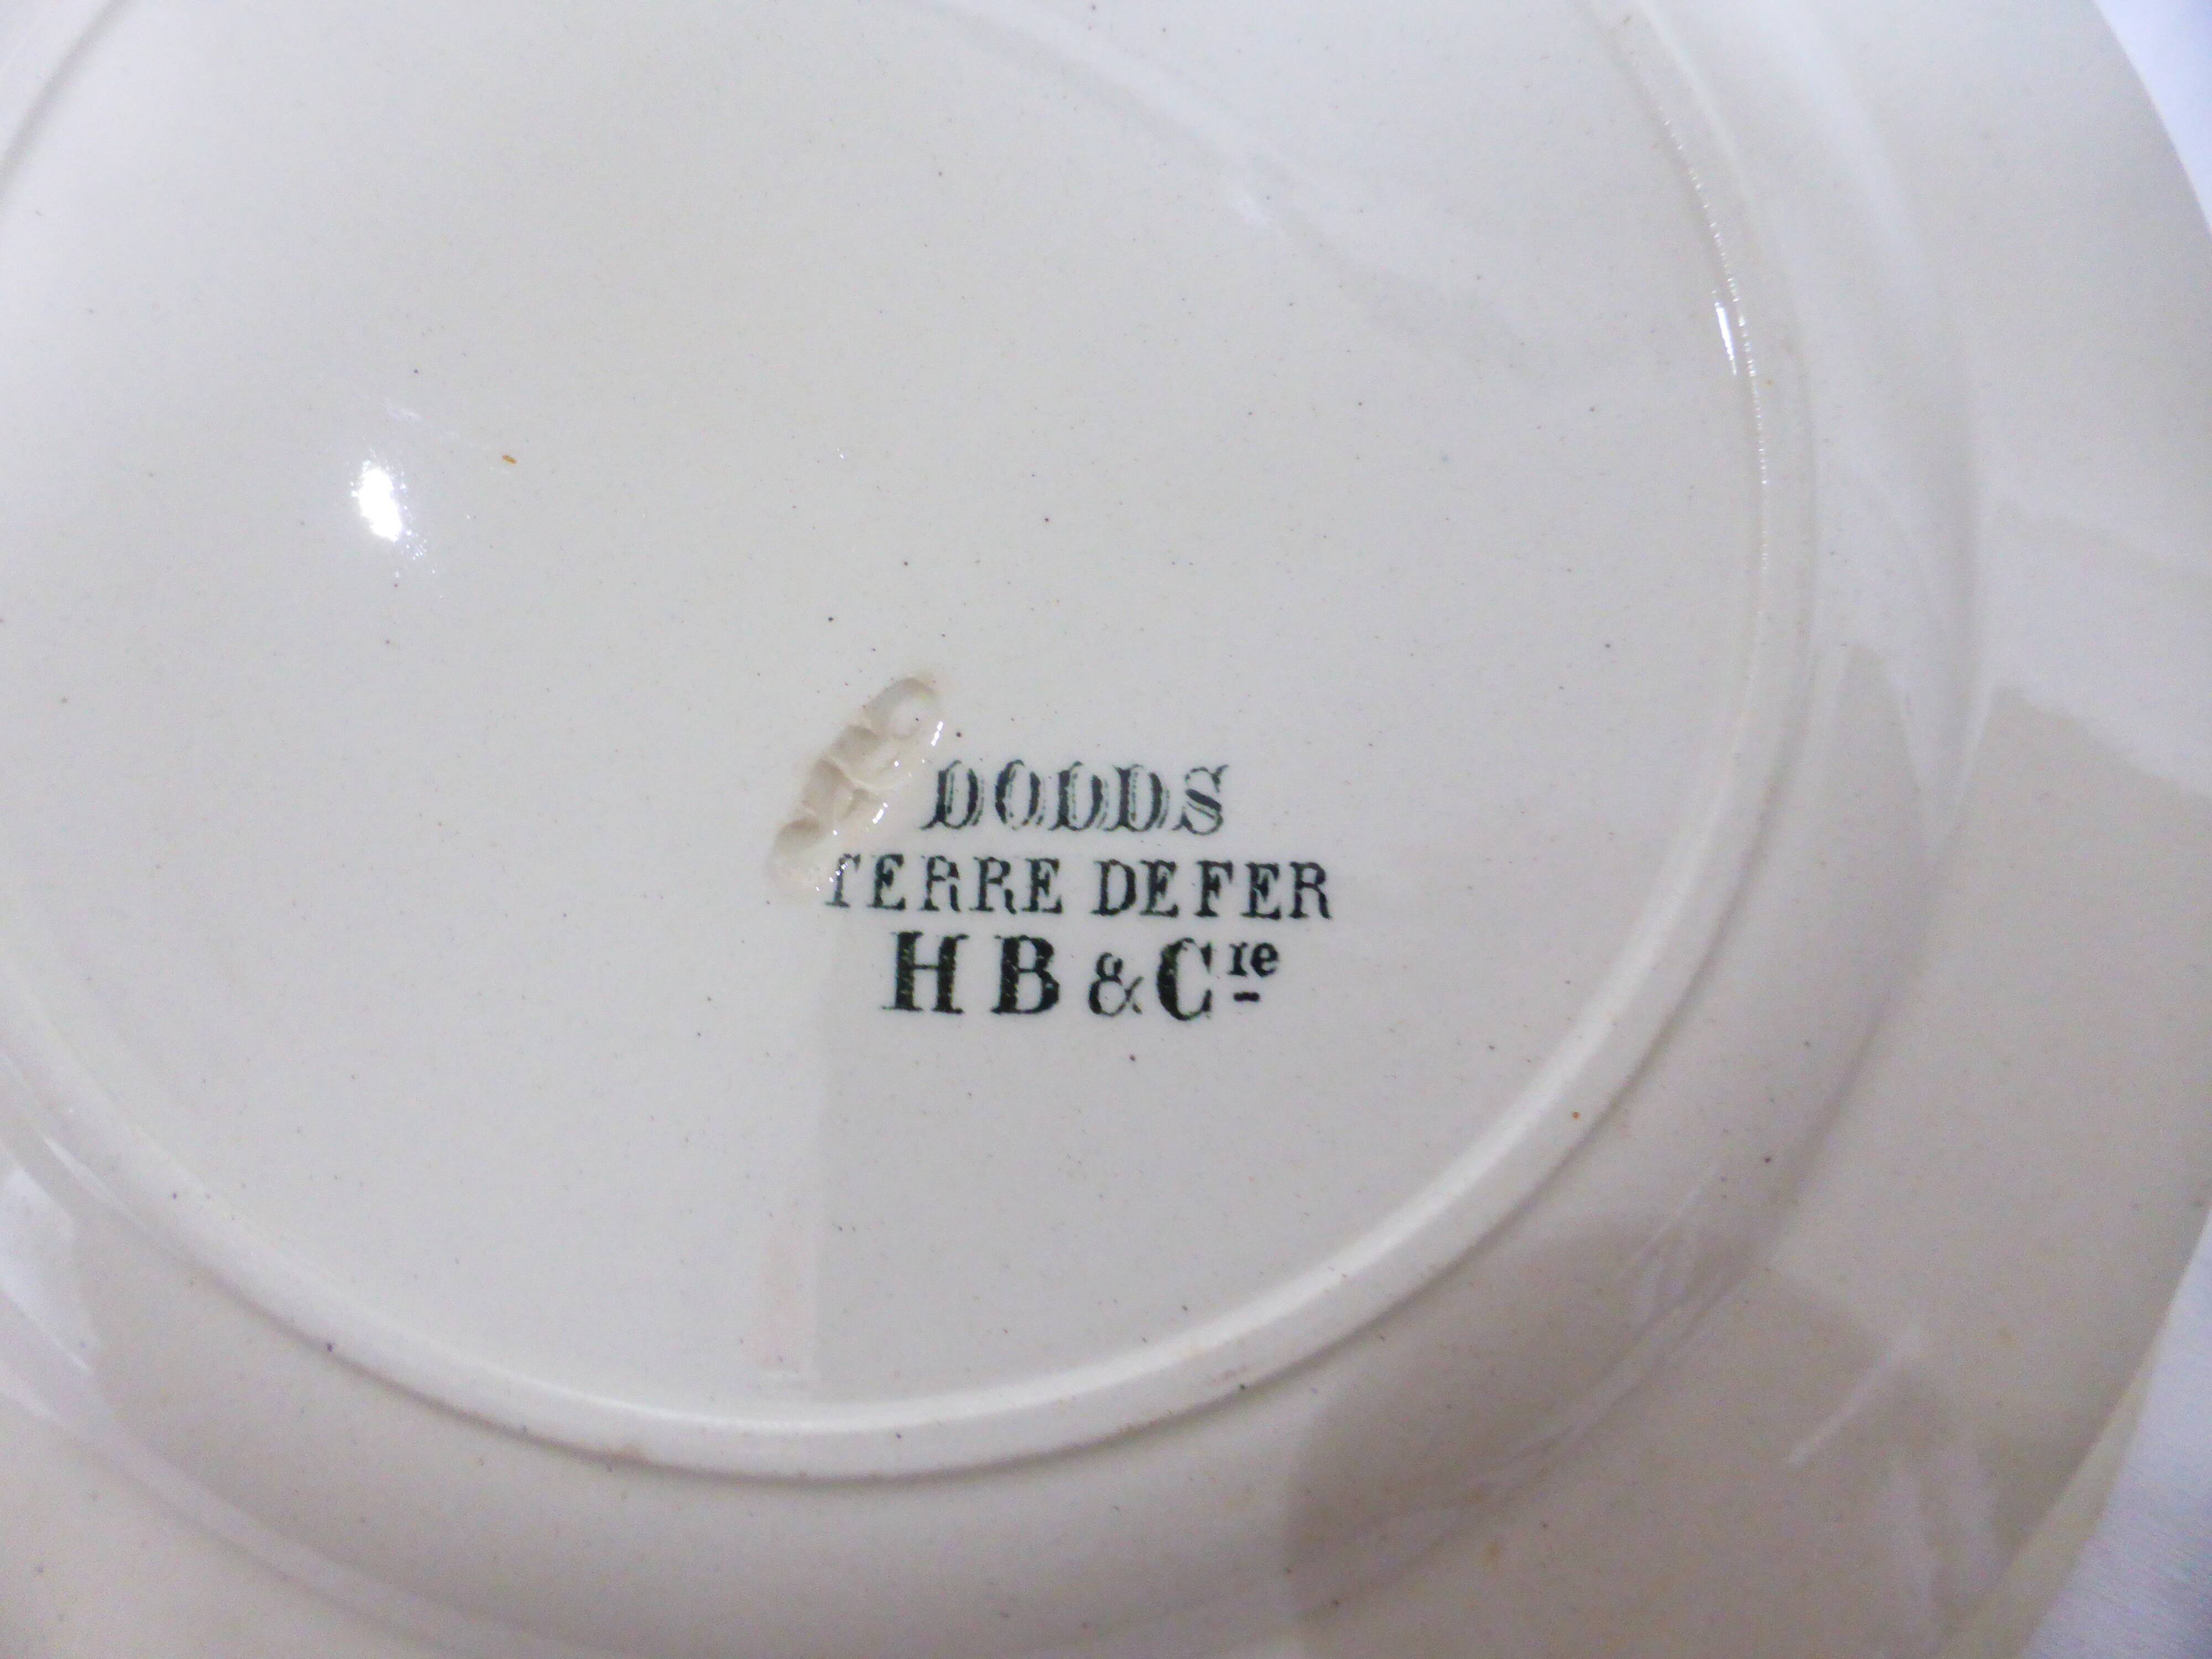 DODDS
TERRE DE FER
H B & Cie